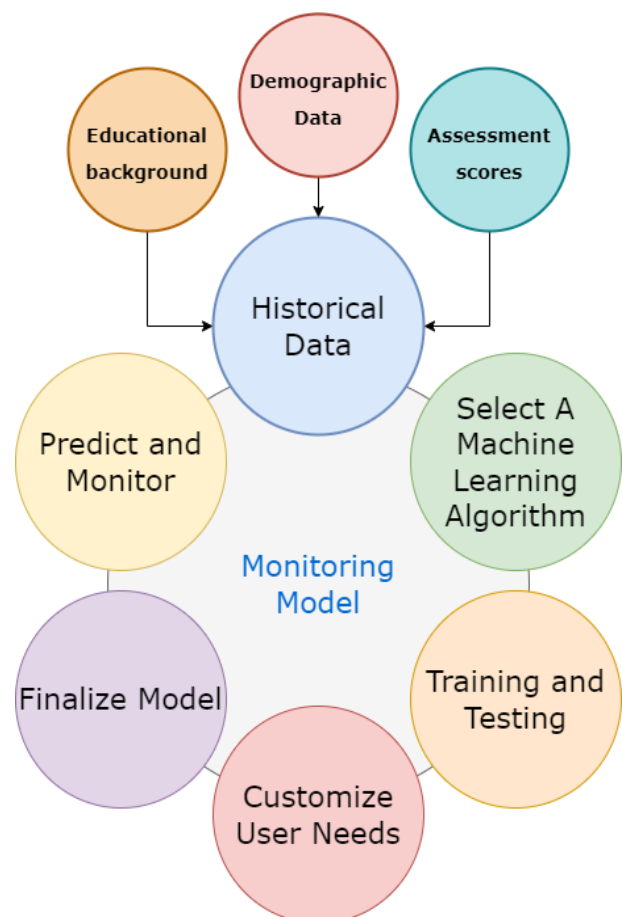 Demographic
Data
Educational
background
Assessment
scores
Historical
Data
Predict and
Monitor
Select A
Machine
Learning
Algorithm
Monitoring
Model
Finalize Model
Training and
Testing
Customize
User Needs